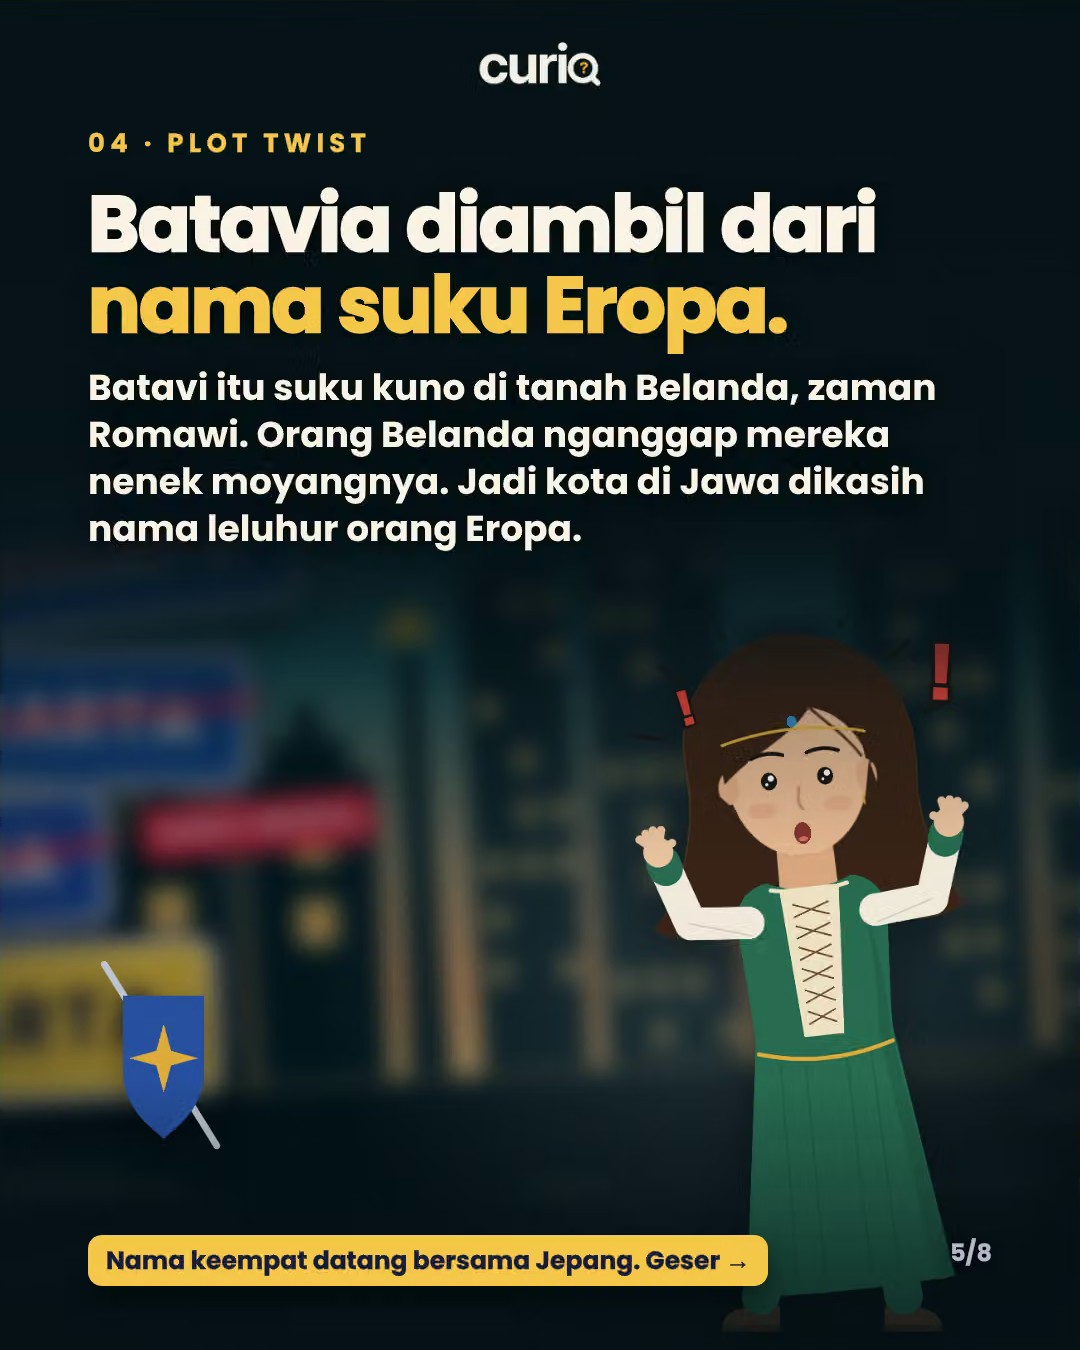 curiQ
04 · PLOT TWIST
Batavia diambil dari
nama suku Eropa.
Batavi itu suku kuno di tanah Belanda, zaman
Romawi. Orang Belanda nganggap mereka
nenek moyangnya. Jadi kota di Jawa dikasih
nama leluhur orang Eropa.
!
!
Nama keempat datang bersama Jepang. Geser →
5/8